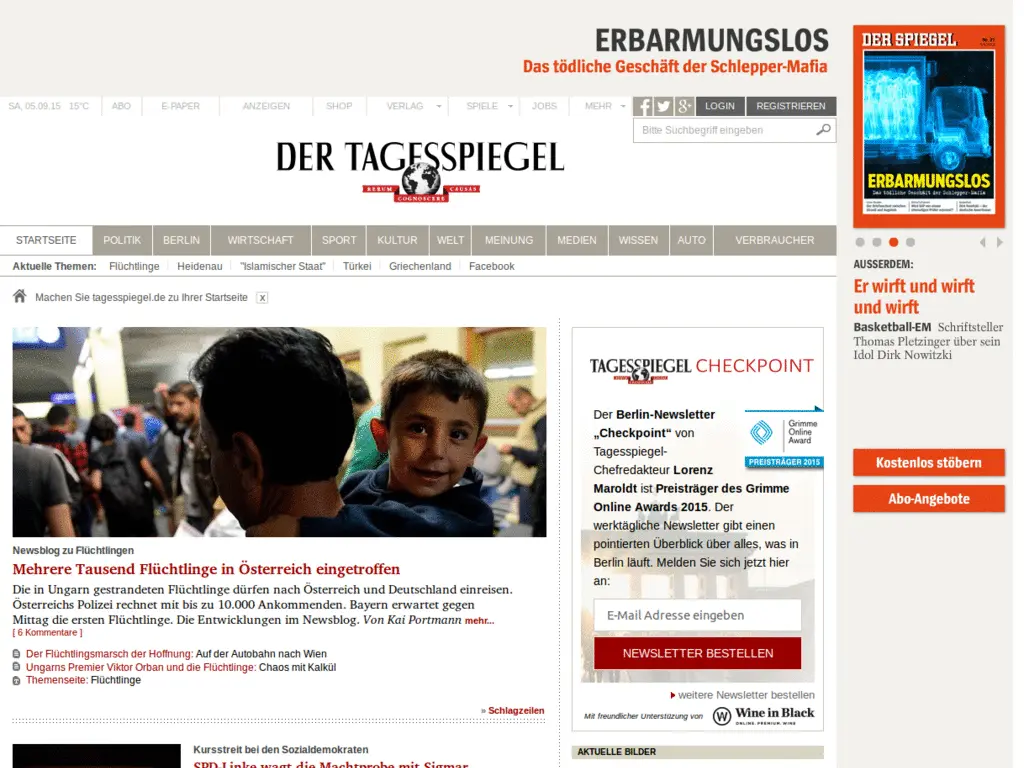 ERBARMUNGSLOS
Das tödliche Geschäft der Schlepper-Mafia
DER SPIEGEL
ERBARMUNGSLOS
Das tödliche Geschäft der Schlepper-Mafia
SA, 05.09.15 15°C ABO E-PAPER ANZEIGEN SHOP VERLAG SPIELE JOBS MEHR LOGIN REGISTRIEREN
Bitte Suchbegriff eingeben
DER TAGESSPIEGEL
RERUM CAUSAS
COGNOSCERE
STARTSEITE POLITIK BERLIN WIRTSCHAFT SPORT KULTUR WELT MEINUNG MEDIEN WISSEN AUTO VERBRAUCHER
Aktuelle Themen: Flüchtlinge Heidenau "Islamischer Staat" Türkei Griechenland Facebook
Machen Sie tagesspiegel.de zu Ihrer Startseite x
AUSSERDEM:
Er wirft und wirft
und wirft
Basketball-EM Schriftsteller
Thomas Pletzinger über sein
Idol Dirk Nowitzki
Kostenlos stöbern
Abo-Angebote
Newsblog zu Flüchtlingen
Mehrere Tausend Flüchtlinge in Österreich eingetroffen
Die in Ungarn gestrandeten Flüchtlinge dürfen nach Österreich und Deutschland einreisen.
Österreichs Polizei rechnet mit bis zu 10.000 Ankommenden. Bayern erwartet gegen
Mittag die ersten Flüchtlinge. Die Entwicklungen im Newsblog. Von Kai Portmann mehr...
[ 6 Kommentare ]
Der Flüchtlingsmarsch der Hoffnung: Auf der Autobahn nach Wien
Ungarns Premier Viktor Orban und die Flüchtlinge: Chaos mit Kalkül
Themenseite: Flüchtlinge
» Schlagzeilen
Kursstreit bei den Sozialdemokraten
SPD-Linke wagt die Machtprobe mit Sigmar
TAGESSPIEGEL CHECKPOINT
Der Berlin-Newsletter
„Checkpoint“ von
Tagesspiegel-
Chefredakteur Lorenz
Maroldt ist Preisträger des Grimme
Online Awards 2015. Der
werktägliche Newsletter gibt einen
pointierten Überblick über alles, was in
Berlin läuft. Melden Sie sich jetzt hier
an:
Grimme
Online
Award
PREISTRÄGER 2015
E-Mail Adresse eingeben
NEWSLETTER BESTELLEN
weitere Newsletter bestellen
Mit freundlicher Unterstützung von
Wine in Black
ONLINE. PREMIUM. WINE
AKTUELLE BILDER